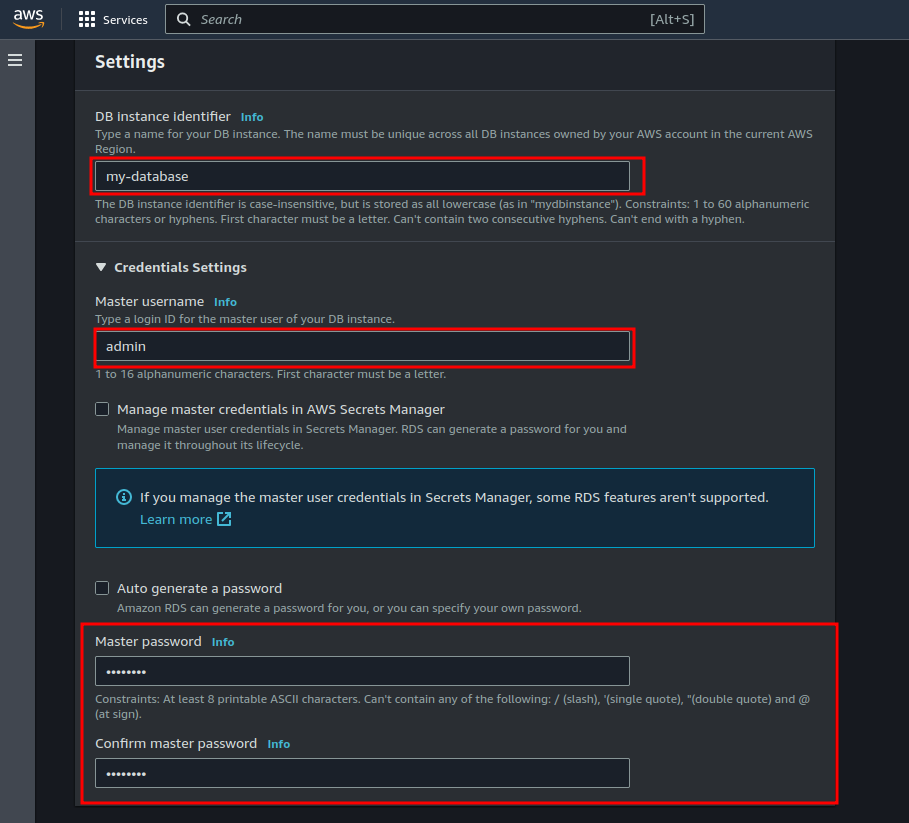 aws
Services
Search
[Alt+S]
Settings
DB instance identifier Info
Type a name for your DB instance. The name must be unique across all DB instances owned by your AWS account in the current AWS
Region.
my-database
The DB instance identifier is case-insensitive, but is stored as all lowercase (as in "mydbinstance"). Constraints: 1 to 60 alphanumeric
characters or hyphens. First character must be a letter. Can't contain two consecutive hyphens. Can't end with a hyphen.
Credentials Settings
Master username Info
Type a login ID for the master user of your DB instance.
admin
1 to 16 alphanumeric characters. First character must be a letter.
Manage master credentials in AWS Secrets Manager
Manage master user credentials in Secrets Manager. RDS can generate a password for you and
manage it throughout its lifecycle.
If you manage the master user credentials in Secrets Manager, some RDS features aren't supported.
Learn more
Auto generate a password
Amazon RDS can generate a password for you, or you can specify your own password.
Master password Info
••••••••
Constraints: At least 8 printable ASCII characters. Can't contain any of the following: / (slash), '(single quote), "(double quote) and @
(at sign).
Confirm master password Info
••••••••